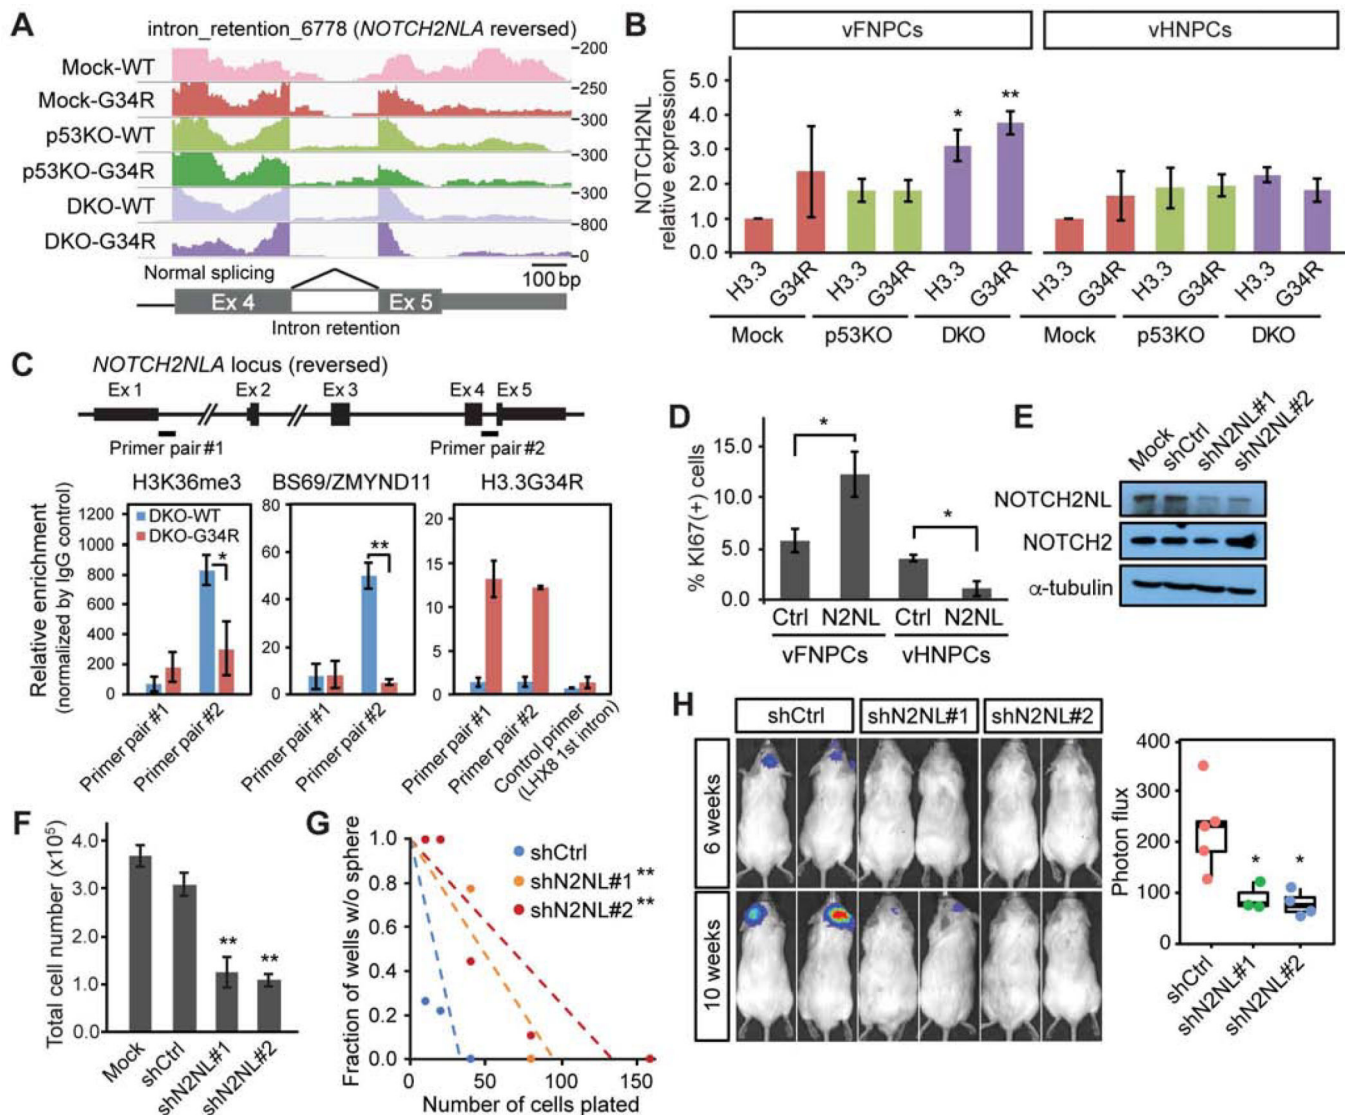 A
intron_retention_6778 (NOTCH2NLA reversed)
Mock-WT
Mock-G34R
p53KO-WT
p53KO-G34R
DKO-WT
DKO-G34R
200
250
300
300
300
800
0
Normal splicing
100 bp
Ex 4
Ex 5
Intron retention
B
vFNPCs
vHNPCs
NOTCH2NL
relative expression
5.0
4.0
3.0
2.0
1.0
0.0
*
**
H3.3
G34R
H3.3
G34R
H3.3
G34R
H3.3
G34R
H3.3
G34R
H3.3
G34R
Mock
p53KO
DKO
Mock
p53KO
DKO
C
NOTCH2NLA locus (reversed)
Ex 1
Ex 2
Ex 3
Ex 4
Ex 5
Primer pair #1
Primer pair #2
H3K36me3
BS69/ZMYND11
H3.3G34R
Relative enrichment
(normalized by IgG control)
1200
1000
800
600
400
200
0
DKO-WT
DKO-G34R
*
80
60
40
20
0
**
20
15
10
5
0
Primer pair #1
Primer pair #2
Primer pair #1
Primer pair #2
Primer pair #1
Primer pair #2
Control primer
(LHX8 1st intron)
D
% KI67(+) cells
15.0
10.0
5.0
0.0
*
*
Ctrl
N2NL
Ctrl
N2NL
vFNPCs
vHNPCs
E
Mock
shCtrl
shN2NL#1
shN2NL#2
NOTCH2NL
NOTCH2
α-tubulin
F
Total cell number (x10⁵)
4.0
3.0
2.0
1.0
0.0
**
**
Mock
shCtrl
shN2NL#1
shN2NL#2
G
Fraction of wells w/o sphere
1.0
0.8
0.6
0.4
0.2
0.0
shCtrl
shN2NL#1 **
shN2NL#2 **
0
50
100
150
Number of cells plated
H
shCtrl
shN2NL#1
shN2NL#2
6 weeks
10 weeks
Photon flux
400
300
200
100
0
*
*
shCtrl
shN2NL#1
shN2NL#2